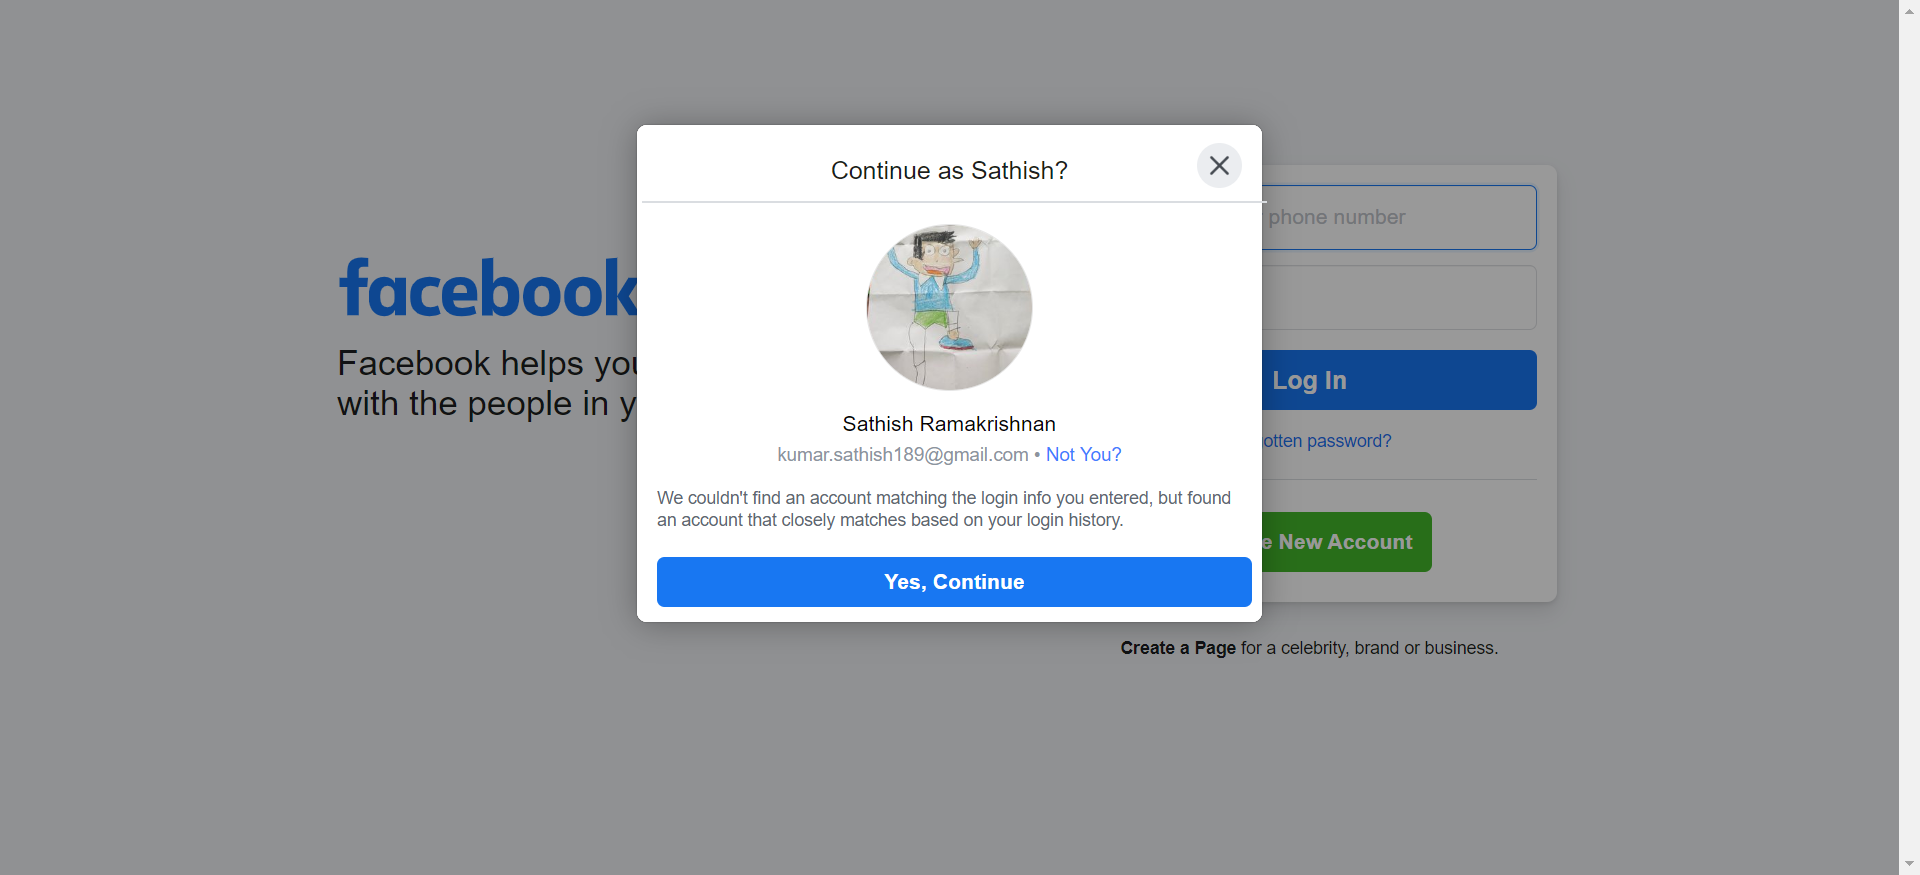 Continue as Sathish?
facebook
Facebook helps you
with the people in y
Sathish Ramakrishnan
kumar.sathish189@gmail.com • Not You?
We couldn't find an account matching the login info you entered, but found
an account that closely matches based on your login history.
Yes, Continue
phone number
Log In
otten password?
e New Account
Create a Page for a celebrity, brand or business.